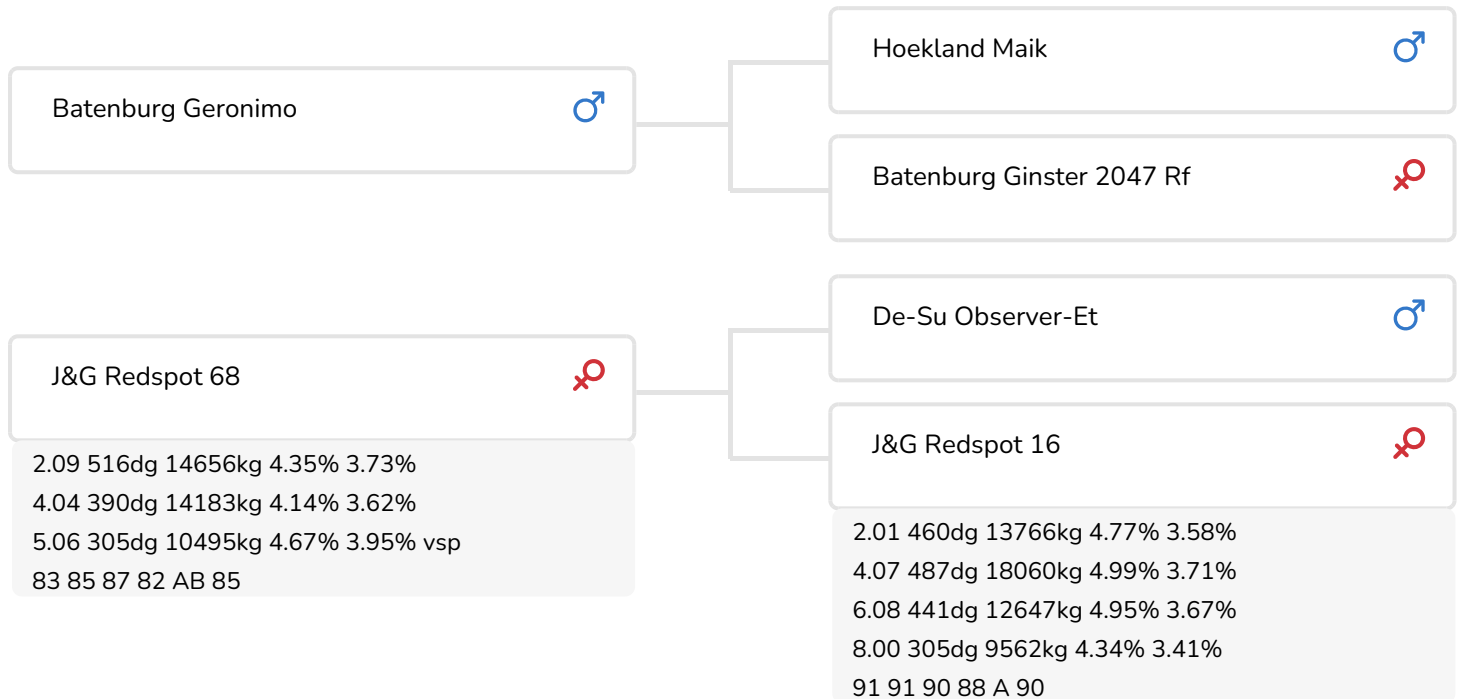 Batenburg Geronimo
Hoekland Maik
Batenburg Ginster 2047 Rf
J&G Redspot 68
2.09 516dg 14656kg 4.35% 3.73%
4.04 390dg 14183kg 4.14% 3.62%
5.06 305dg 10495kg 4.67% 3.95% vsp
83 85 87 82 AB 85
De-Su Observer-Et
J&G Redspot 16
2.01 460dg 13766kg 4.77% 3.58%
4.07 487dg 18060kg 4.99% 3.71%
6.08 441dg 12647kg 4.95% 3.67%
8.00 305dg 9562kg 4.34% 3.41%
91 91 90 88 A 90